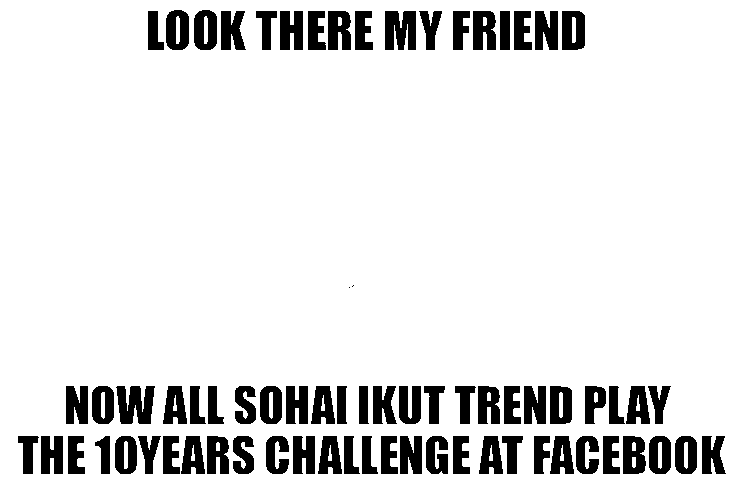 LOOK THERE MY FRIEND
NOW ALL SOHAI IKUT TREND PLAY
THE 10YEARS CHALLENGE AT FACEBOOK